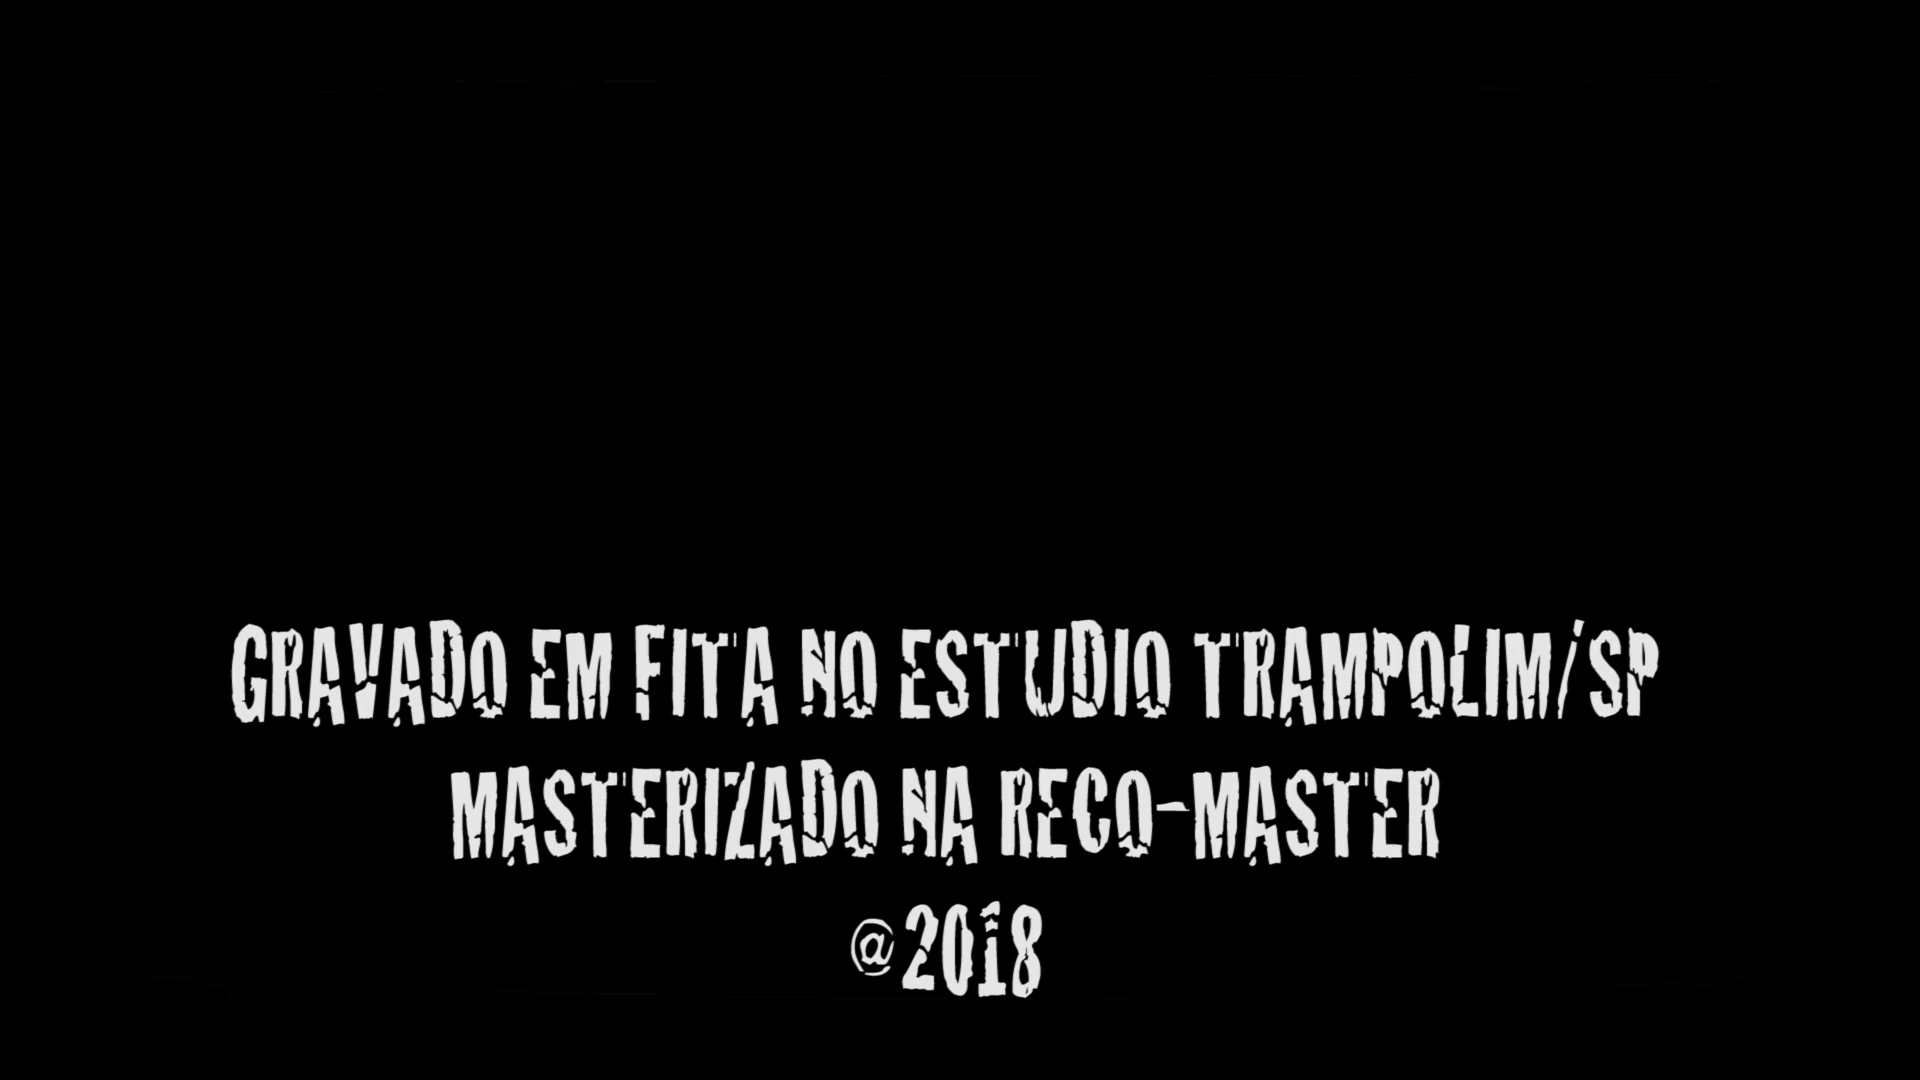 GRAVADO EM FITA NO ESTUDIO TRAMPOLIM/SP
MASTERIZADO NA RECO-MASTER
@2018